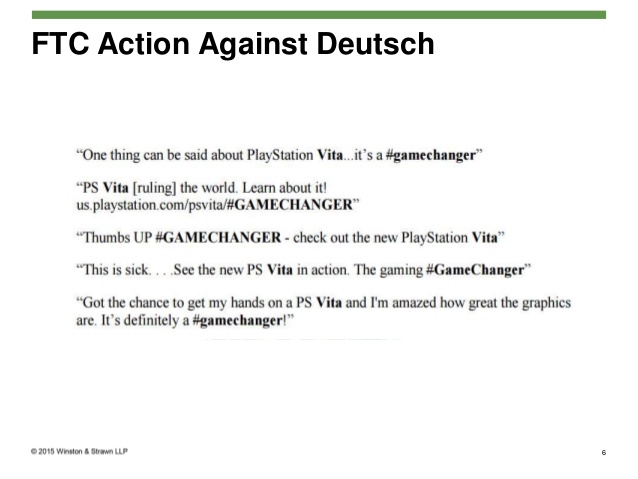 FTC Action Against Deutsch
“One thing can be said about PlayStation Vita...it’s a #gamechanger”
“PS Vita [ruling] the world. Learn about it!
us.playstation.com/psvita/#GAMECHANGER”
“Thumbs UP #GAMECHANGER - check out the new PlayStation Vita”
“This is sick. . . .See the new PS Vita in action. The gaming #GameChanger”
“Got the chance to get my hands on a PS Vita and I'm amazed how great the graphics
are. It’s definitely a #gamechanger!”
© 2015 Winston & Strawn LLP
6